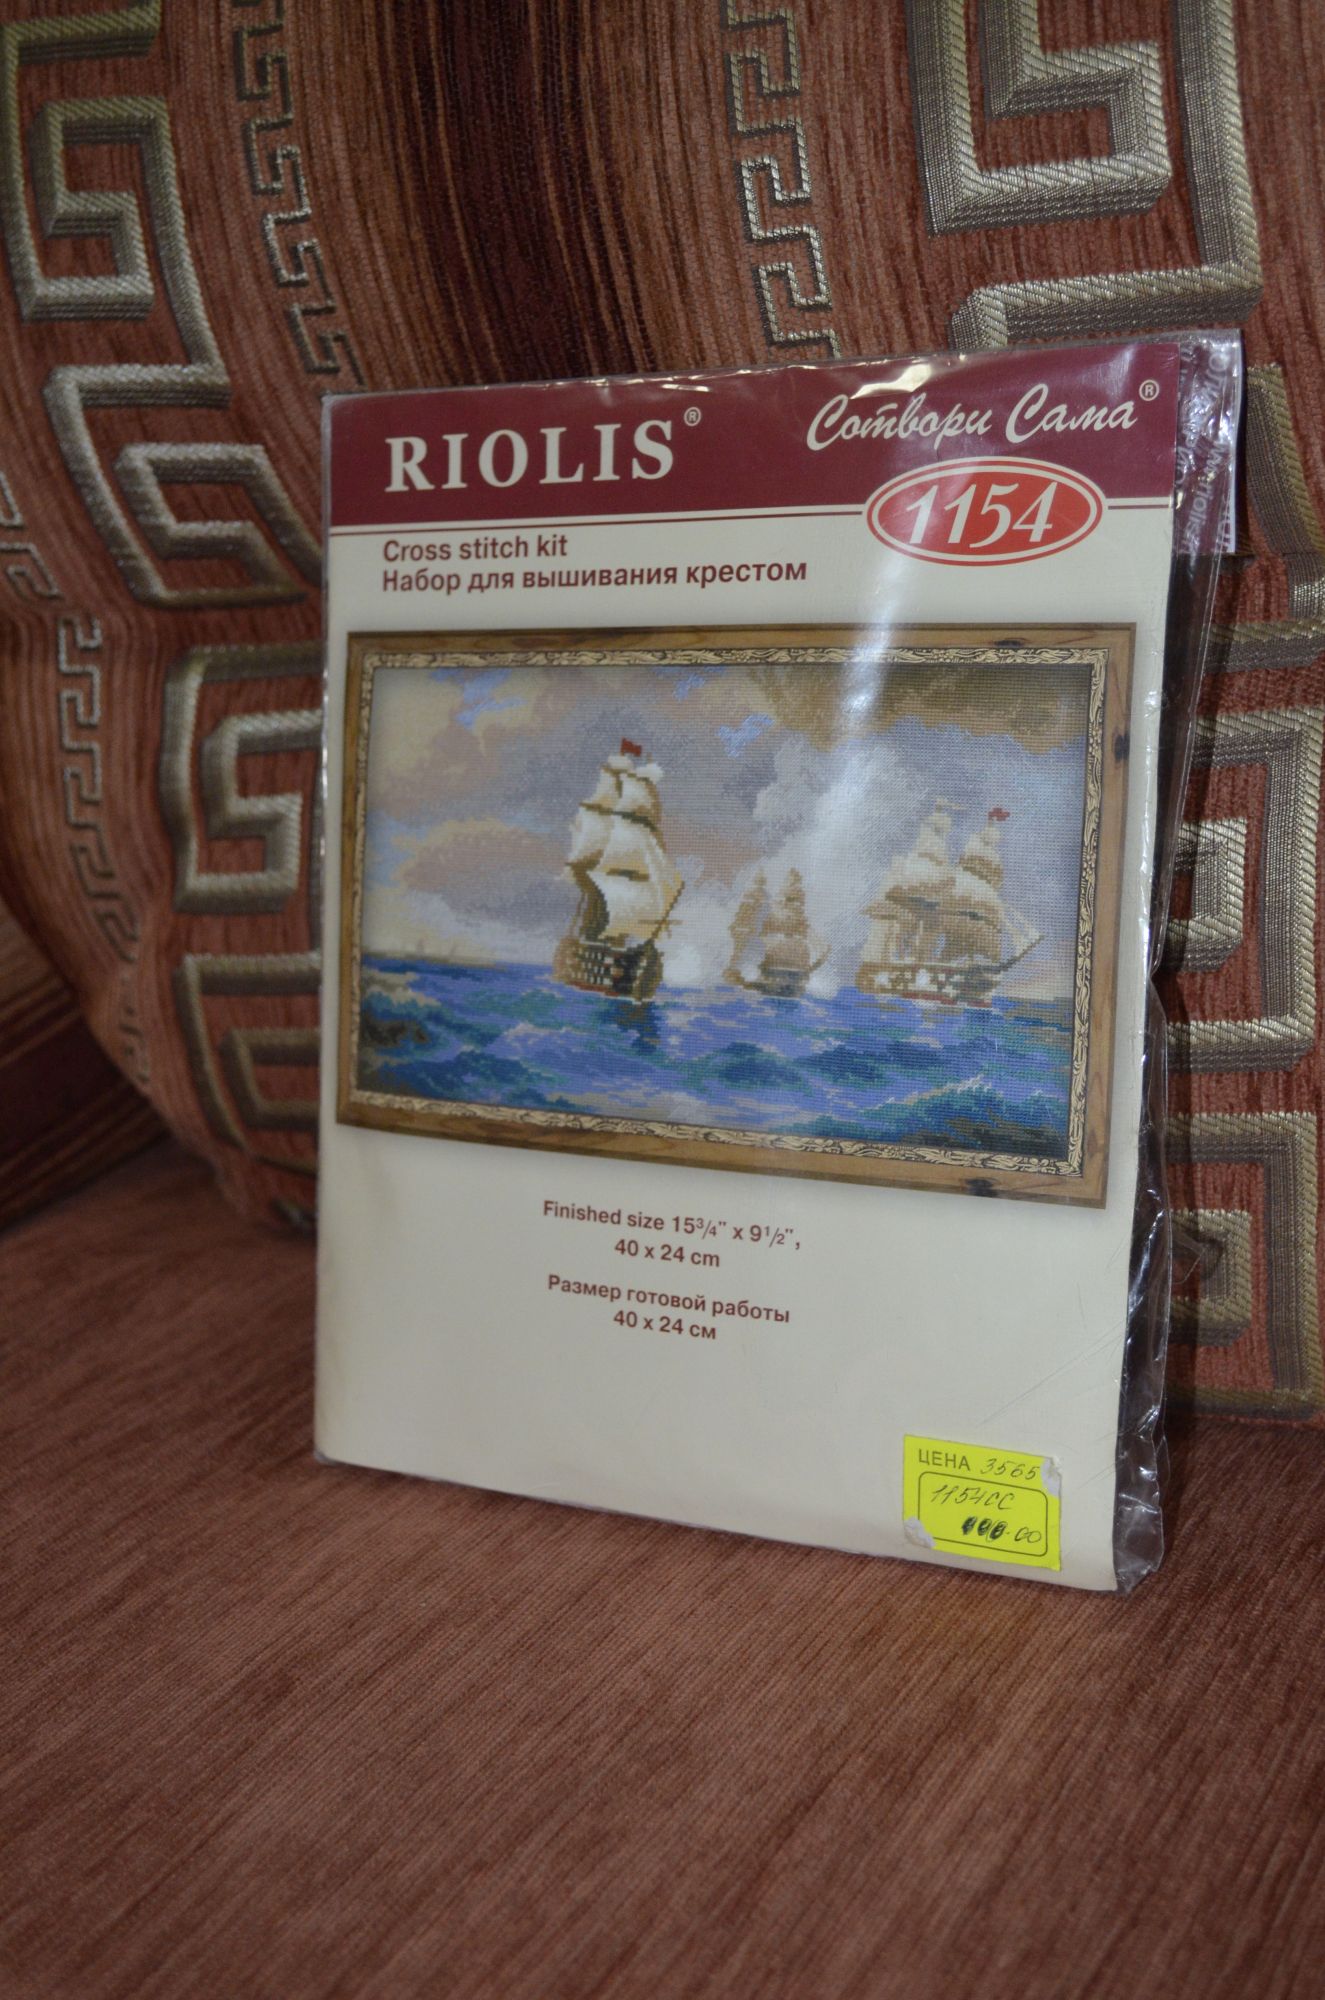 RIOLIS®
Сотвори Сама®
1154
Cross stitch kit
Набор для вышивания крестом
Finished size 15³/₄" x 9¹/₂",
40 x 24 cm
Размер готовой работы
40 x 24 см
ЦЕНА 3565
1154СС